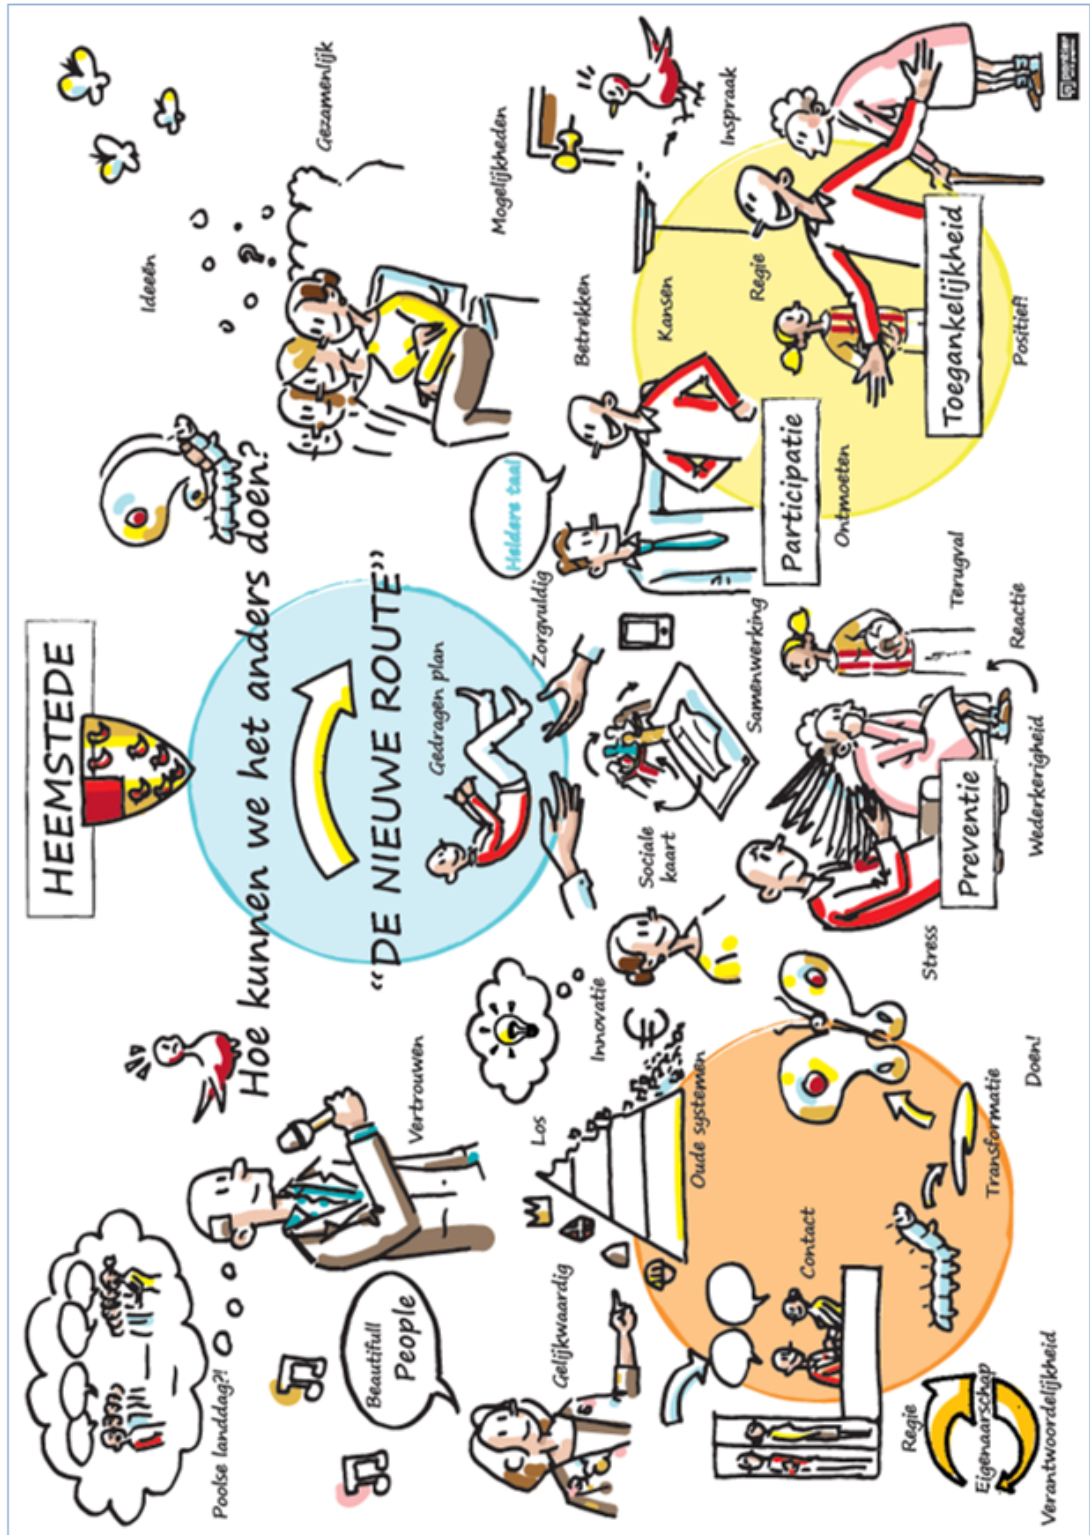 HEEMSTEDE
Hoe kunnen we het anders doen?
"DE NIEUWE ROUTE"
Gedragen plan
Poolse landdag?!
Beautifull
People
Vertrouwen
Ideeën
?
Gezamenlijk
Mogelijkheden
Heldere taal
Zorgvuldig
Betrekken
Inspraak
Gelijkwaardig
Los
Innovatie
€
Oude systemen
Sociale
kaart
Samenwerking
Kansen
Regie
Participatie
Ontmoeten
Toegankelijkheid
Positief!
Contact
Transformatie
Doen!
Regie
Eigenaarschap
Verantwoordelijkheid
Stress
Preventie
Wederkerigheid
Terugval
Reactie